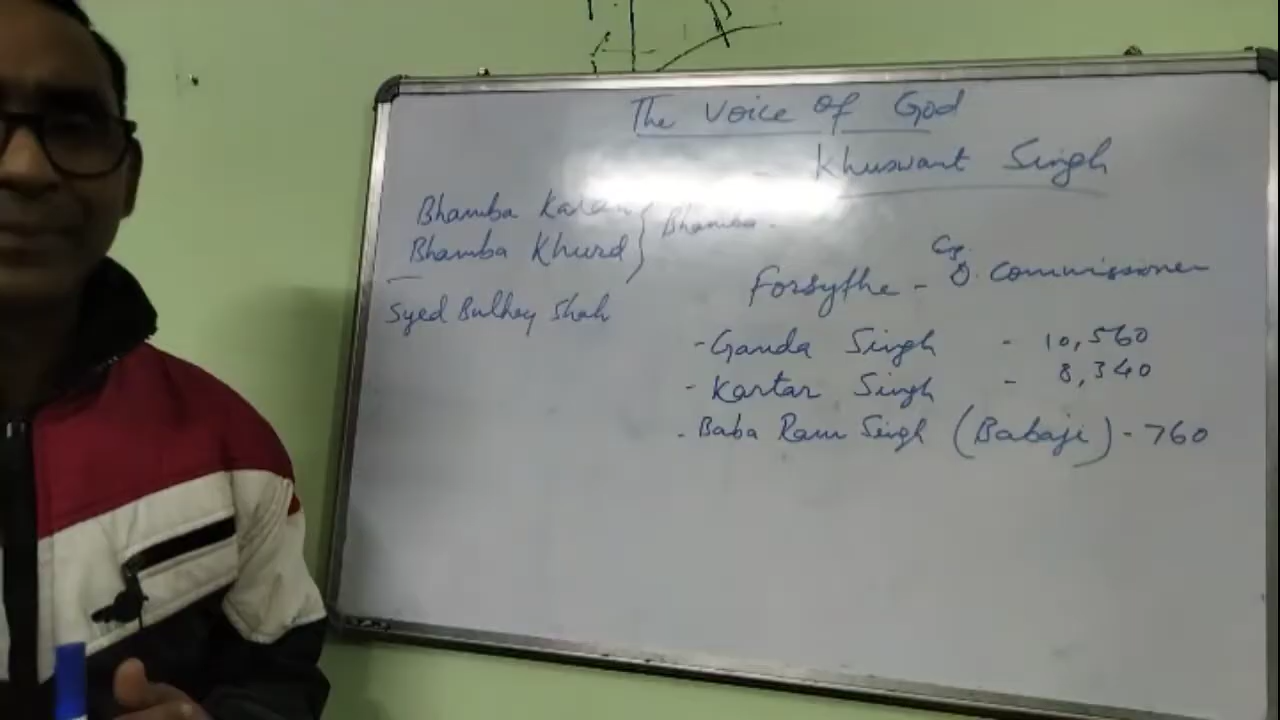 The Voice of God
Khuswant Singh
Bhamba Kalan
Bhamba Khurd } Bhamba.
Syed Bulhey Shah
Forsythe - D. Commissioner
- Ganda Singh - 10,560
- Kartar Singh - 8,340
- Baba Ram Singh (Babaji) - 760